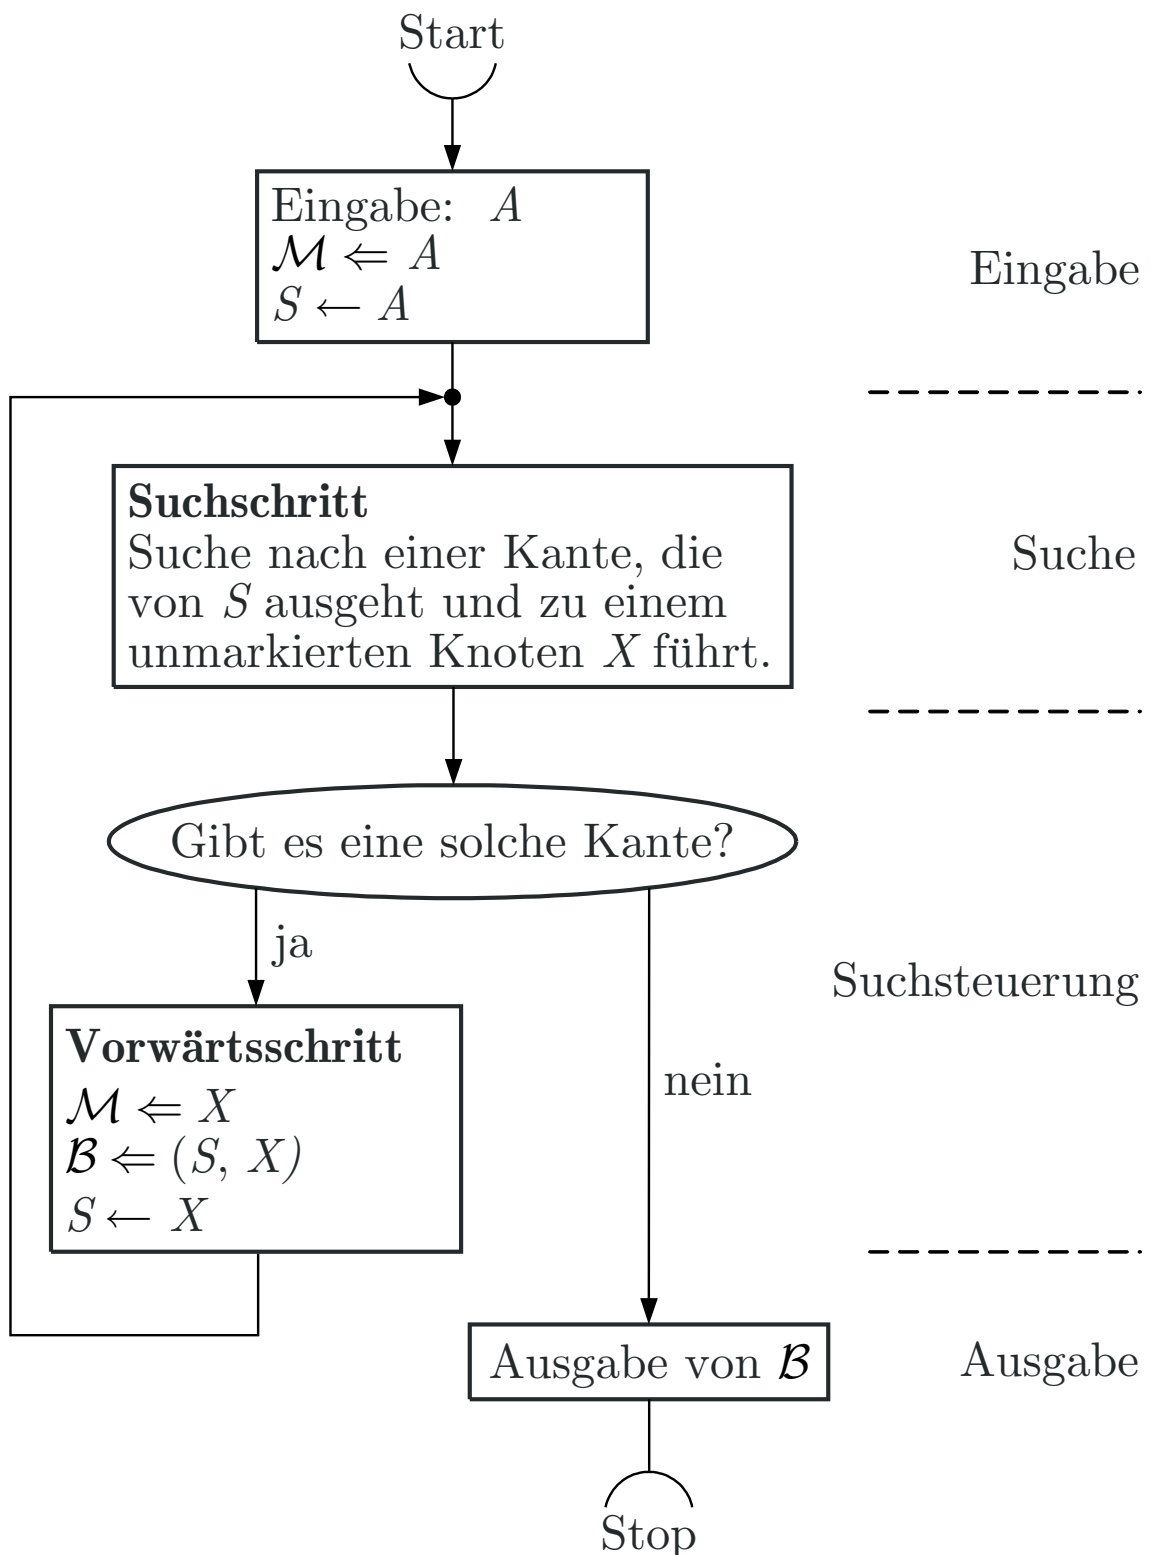 Start
Eingabe: A
ℳ ⇐ A
S ← A
Eingabe
Suchschritt
Suche nach einer Kante, die
von S ausgeht und zu einem
unmarkierten Knoten X führt.
Suche
Gibt es eine solche Kante?
ja
nein
Suchsteuerung
Vorwärtsschritt
ℳ ⇐ X
ℬ ⇐ (S, X)
S ← X
Ausgabe von ℬ
Ausgabe
Stop